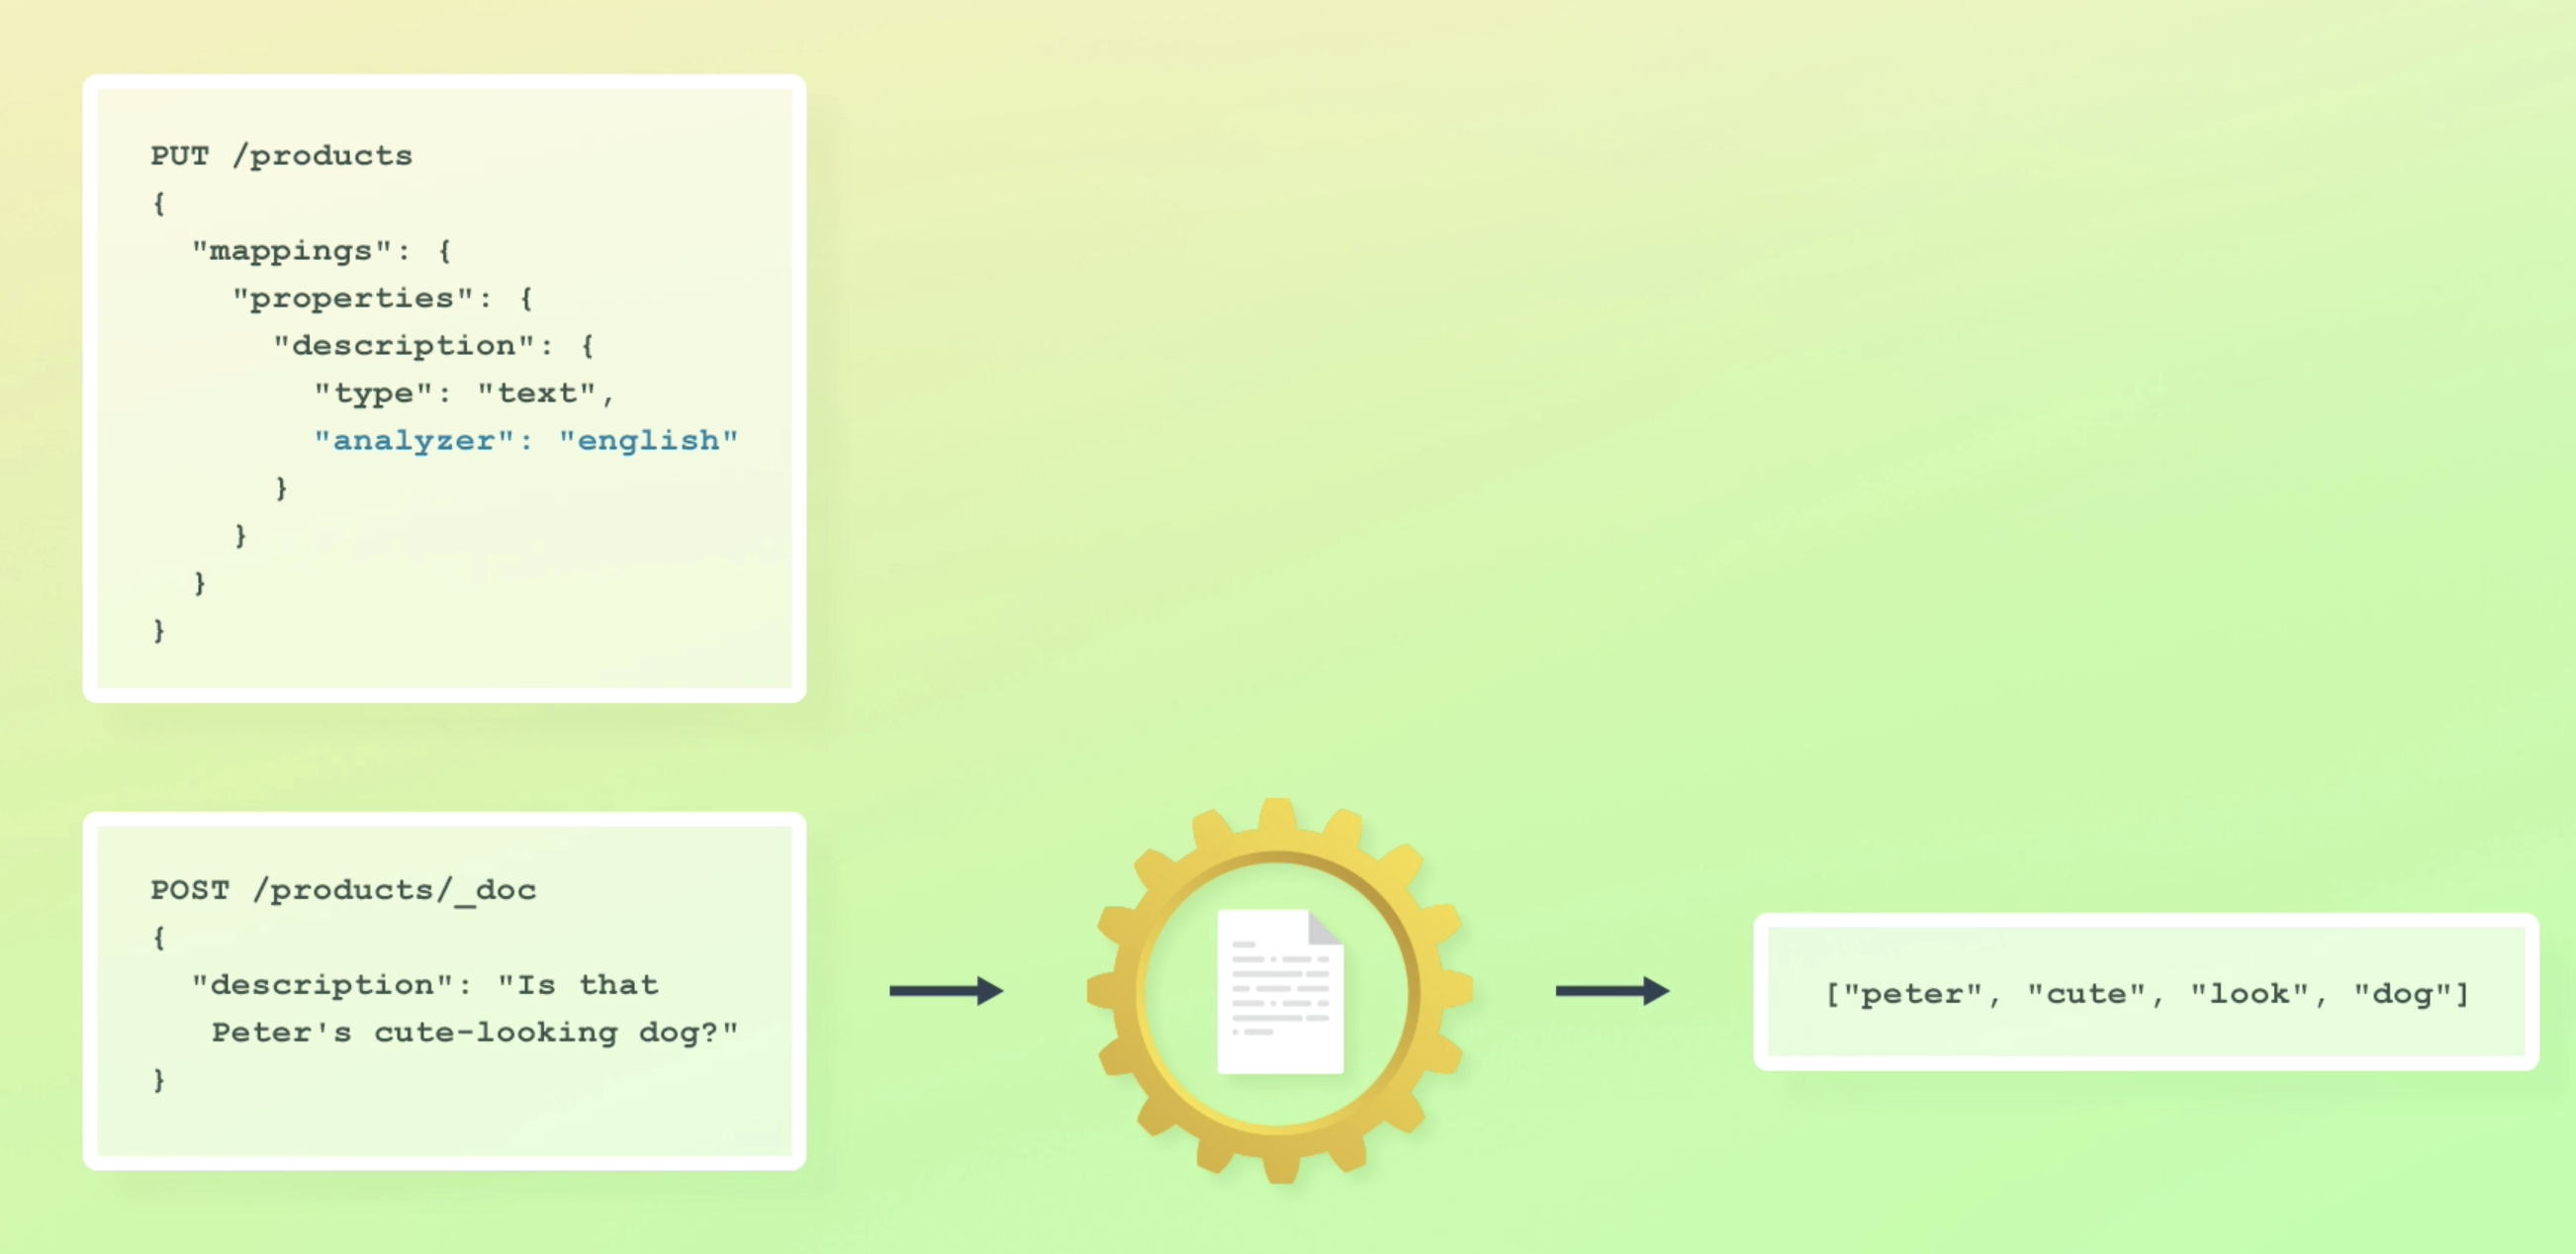 PUT /products
{
  "mappings": {
    "properties": {
      "description": {
        "type": "text",
        "analyzer": "english"
      }
    }
  }
}
POST /products/_doc
{
  "description": "Is that
   Peter's cute-looking dog?"
}
["peter", "cute", "look", "dog"]